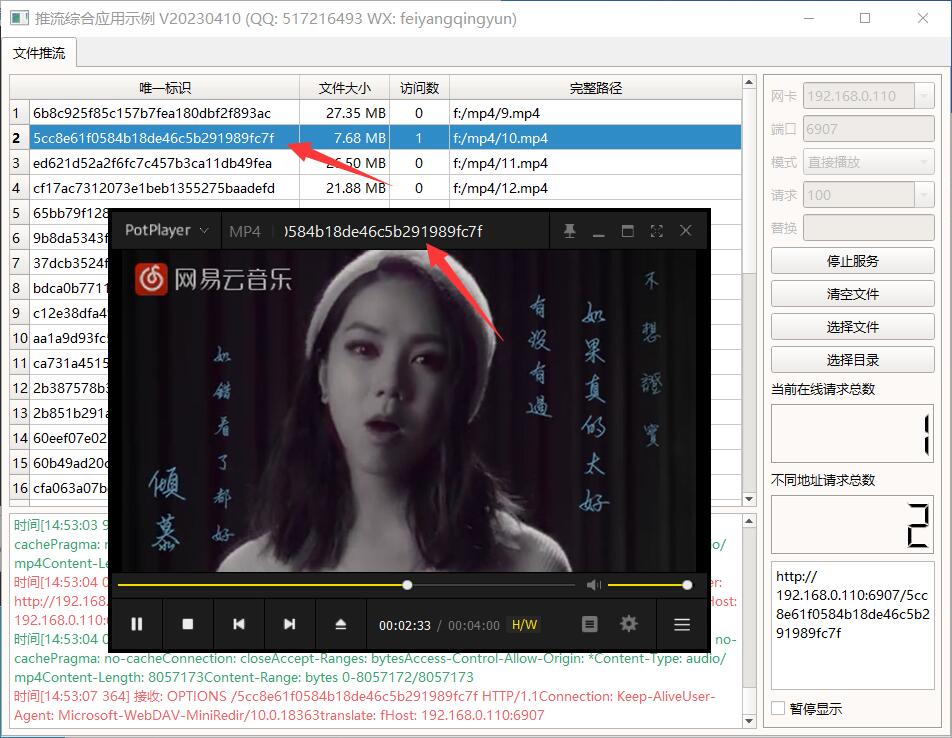 推流综合应用示例 V20230410 (QQ: 517216493 WX: feiyangqingyun)
文件推流
唯一标识 文件大小 访问数 完整路径
1 6b8c925f85c157b7fea180dbf2f893ac 27.35 MB 0 f:/mp4/9.mp4
2 5cc8e61f0584b18de46c5b291989fc7f 7.68 MB 1 f:/mp4/10.mp4
3 ed621d52a2f6fc7c457b3ca11db49fea 6.50 MB 0 f:/mp4/11.mp4
4 cf17ac7312073e1beb1355275baadefd 21.88 MB 0 f:/mp4/12.mp4
5 65bb79f128
6 9b8da5343f
7 37dcb3524f
8 bdca0b7711
9 c12e38dfa4
10 aa1a9d93fc
11 ca731a4515
12 2b387578b
13 2b851b291a
14 60eef07e02
15 60b49ad20c
16 cfa063a07b
PotPlayer MP4 0584b18de46c5b291989fc7f
网易云音乐
不想證實
如果真的太好
有没有過
如錯看了都好
傾慕
00:02:33 / 00:04:00 H/W
时间[14:53:03 9
cachePragma: o/
mp4Content-Le
时间[14:53:04 0 er:
http://192.168. Host:
192.168.0.110:
时间[14:53:04 0 no-
cachePragma: no-cacheConnection: closeAccept-Ranges: bytesAccess-Control-Allow-Origin: *Content-Type: audio/
mp4Content-Length: 8057173Content-Range: bytes 0-8057172/8057173
时间[14:53:07 364] 接收: OPTIONS /5cc8e61f0584b18de46c5b291989fc7f HTTP/1.1Connection: Keep-AliveUser-
Agent: Microsoft-WebDAV-MiniRedir/10.0.18363translate: fHost: 192.168.0.110:6907
网卡 192.168.0.110
端口 6907
模式 直接播放
请求 100
替换
停止服务
清空文件
选择文件
选择目录
当前在线请求总数
1
不同地址请求总数
2
http://
192.168.0.110:6907/5cc
8e61f0584b18de46c5b2
91989fc7f
暂停显示